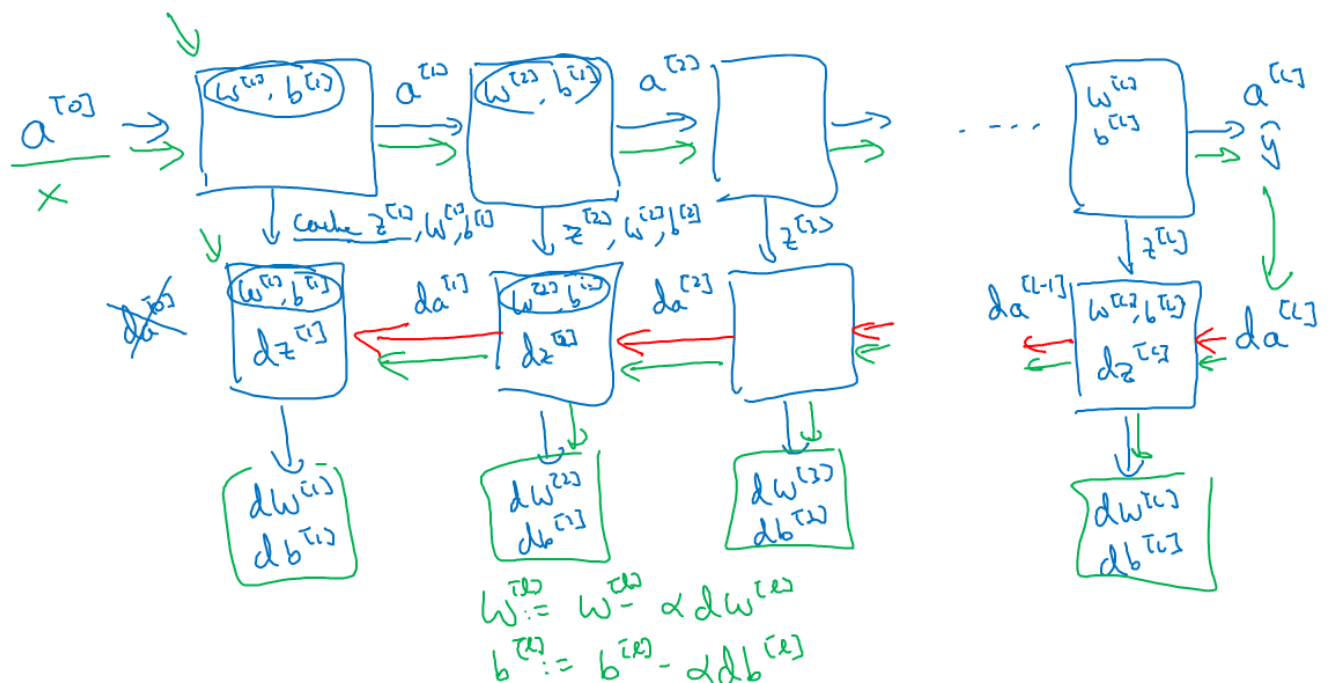 a^[0] w^[1], b^[1] a^[1] w^[2], b^[2] a^[2] ..... w^[L] a^[L]
x b^[L] ŷ
cache z^[1], w^[1], b^[1] z^[2], w^[2], b^[2] z^[3] z^[L]
da^[0] w^[1], b^[1] da^[1] w^[2], b^[2] da^[2] da^[L-1] w^[L], b^[L] da^[L]
dz^[1] dz^[2] dz^[L]
dw^[1] dw^[2] dw^[3] dw^[L]
db^[1] db^[2] db^[3] db^[L]
w^[l] := w^[l] - α dw^[l]
b^[l] := b^[l] - α db^[l]